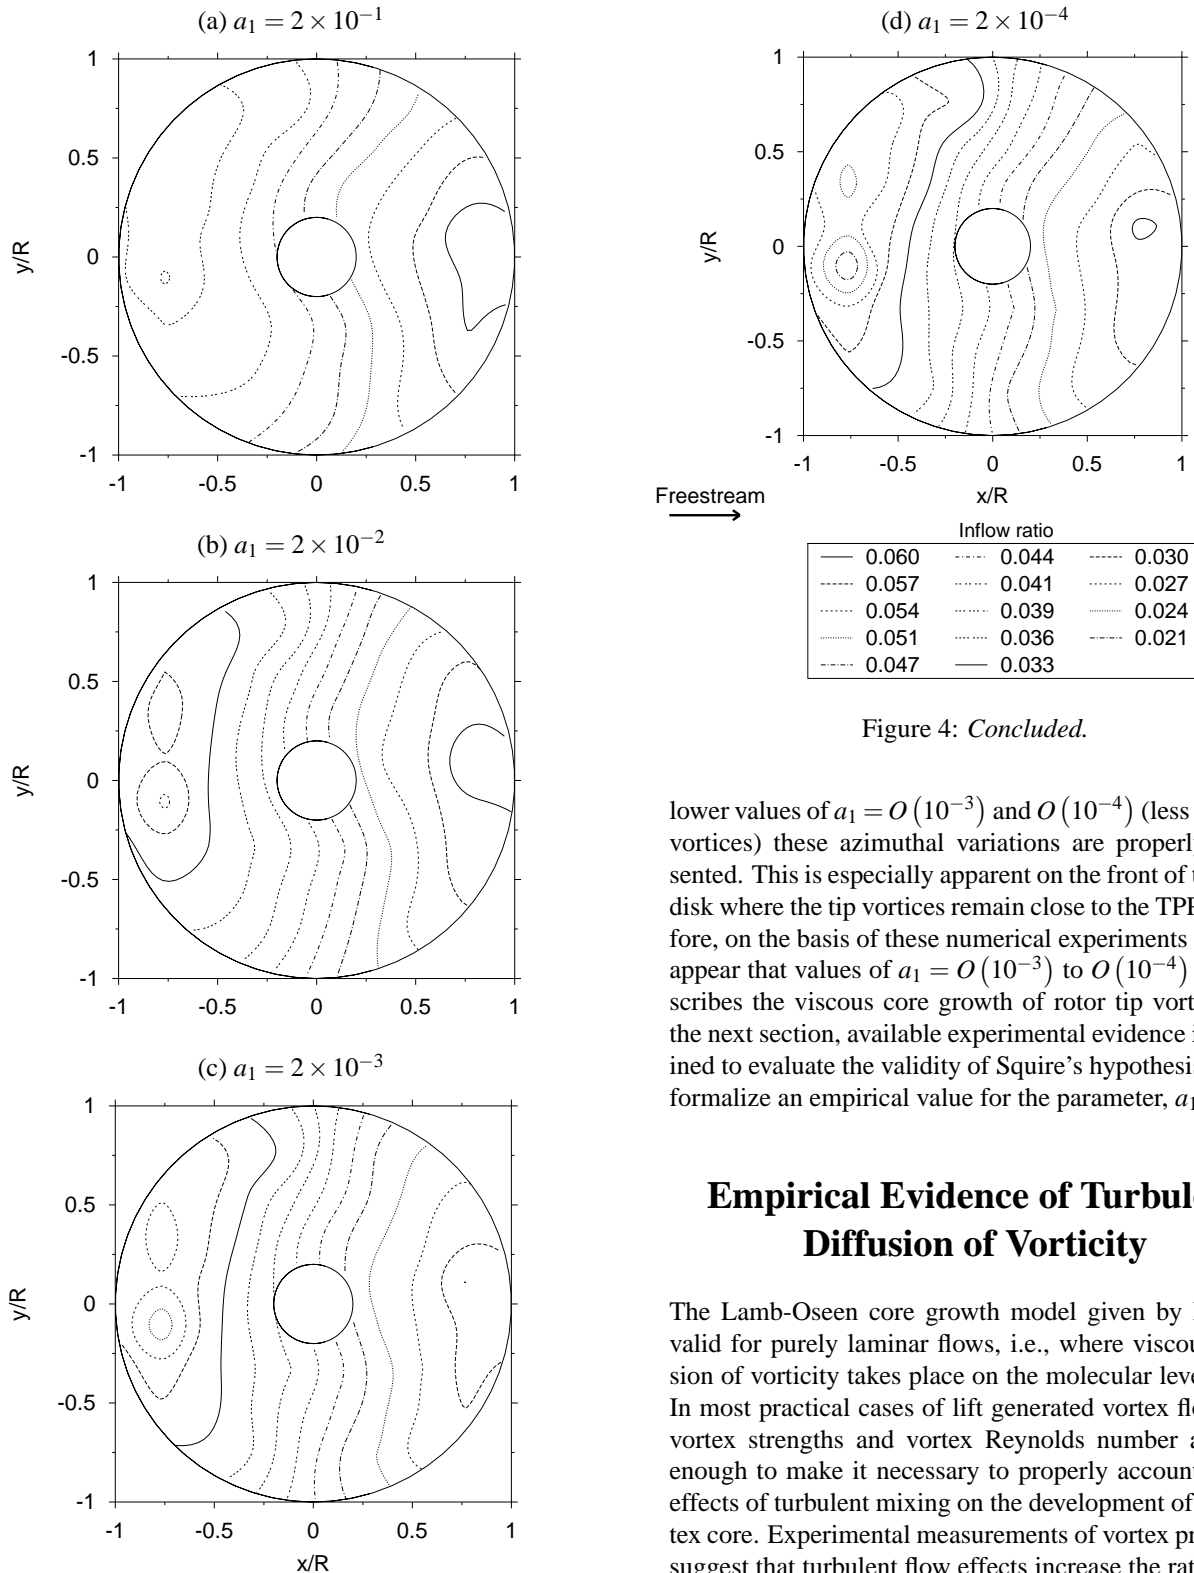 (a) a₁ = 2 × 10⁻¹
1
0.5
0
-0.5
-1
y/R
-1 -0.5 0 0.5 1
(b) a₁ = 2 × 10⁻²
1
0.5
0
-0.5
-1
y/R
-1 -0.5 0 0.5 1
(c) a₁ = 2 × 10⁻³
1
0.5
0
-0.5
-1
y/R
-1 -0.5 0 0.5 1
x/R
(d) a₁ = 2 × 10⁻⁴
1
0.5
0
-0.5
-1
y/R
-1 -0.5 0 0.5 1
x/R
Freestream
Inflow ratio
0.060 0.044 0.030
0.057 0.041 0.027
0.054 0.039 0.024
0.051 0.036 0.021
0.047 0.033
Figure 4: Concluded.
lower values of a₁ = O(10⁻³) and O(10⁻⁴) (less
vortices) these azimuthal variations are properly
sented. This is especially apparent on the front of
disk where the tip vortices remain close to the
fore, on the basis of these numerical experiments
appear that values of a₁ = O(10⁻³) to O(10⁻⁴)
scribes the viscous core growth of rotor tip
the next section, available experimental evidence
ined to evaluate the validity of Squire's hypothesis
formalize an empirical value for the parameter, a₁
Empirical Evidence of
Diffusion of Vorticity
The Lamb-Oseen core growth model given by
valid for purely laminar flows, i.e., where
sion of vorticity takes place on the molecular
In most practical cases of lift generated vortex
vortex strengths and vortex Reynolds number
enough to make it necessary to properly account
effects of turbulent mixing on the development of
tex core. Experimental measurements of vortex
suggest that turbulent flow effects increase the